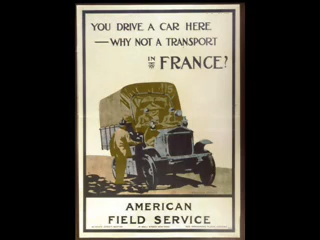 YOU DRIVE A CAR HERE
—WHY NOT A TRANSPORT
IN
FRANCE?
AMERICAN
FIELD SERVICE